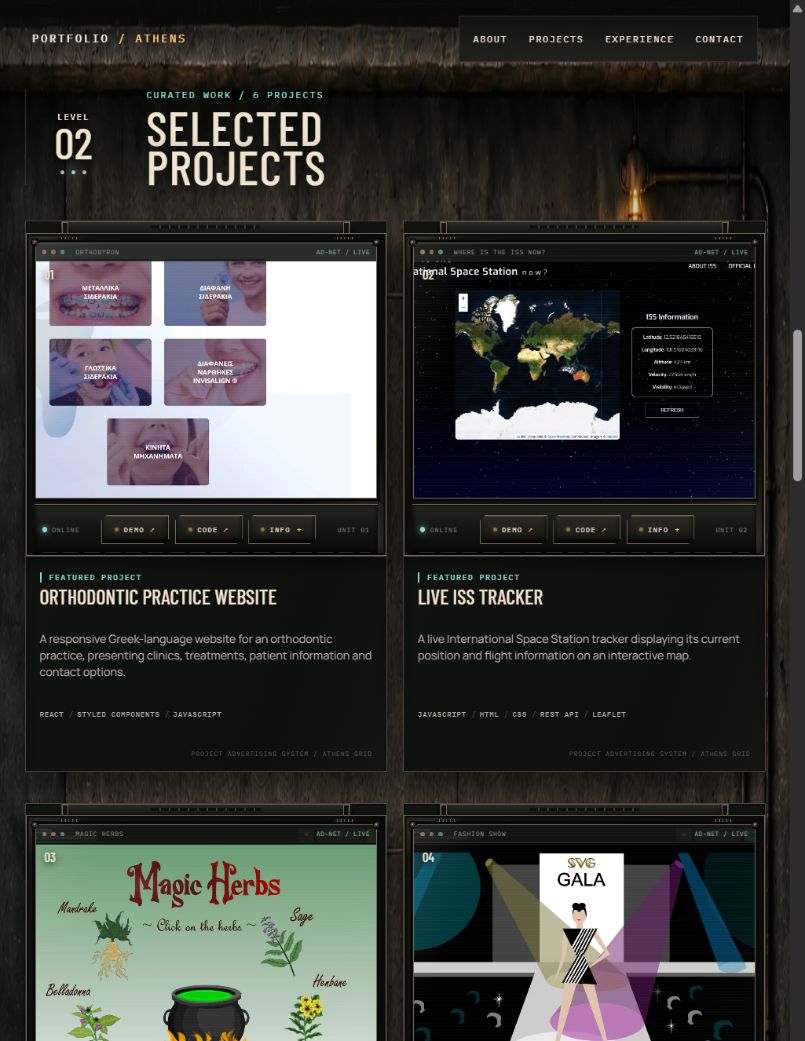 PORTFOLIO / ATHENS
ABOUT PROJECTS EXPERIENCE CONTACT
CURATED WORK / 6 PROJECTS
LEVEL
02
SELECTED
PROJECTS
ORTHOBYRON AD-NET / LIVE
01
ΜΕΤΑΛΛΙΚΑ
ΣΙΔΕΡΑΚΙΑ
ΔΙΑΦΑΝΗ
ΣΙΔΕΡΑΚΙΑ
ΓΛΩΣΣΙΚΑ
ΣΙΔΕΡΑΚΙΑ
ΔΙΑΦΑΝΕΙΣ
ΝΑΡΘΗΚΕΣ
INVISALIGN ®
ΚΙΝΗΤΑ
ΜΗΧΑΝΗΜΑΤΑ
ONLINE DEMO ↗ CODE ↗ INFO + UNIT 01
FEATURED PROJECT
ORTHODONTIC PRACTICE WEBSITE
A responsive Greek-language website for an orthodontic
practice, presenting clinics, treatments, patient information and
contact options.
REACT / STYLED COMPONENTS / JAVASCRIPT
PROJECT ADVERTISING SYSTEM / ATHENS GRID
WHERE IS THE ISS NOW? AD-NET / LIVE
02
ational Space Station now?
ABOUT ISS OFFICIAL
ISS Information
Latitude
Longitude
Altitude
Velocity
Visibility eclipsed
REFRESH
ONLINE DEMO ↗ CODE ↗ INFO + UNIT 02
FEATURED PROJECT
LIVE ISS TRACKER
A live International Space Station tracker displaying its current
position and flight information on an interactive map.
JAVASCRIPT / HTML / CSS / REST API / LEAFLET
PROJECT ADVERTISING SYSTEM / ATHENS GRID
MAGIC HERBS AD-NET / LIVE
03
Magic Herbs
~ Click on the herbs ~
Mandrake
Sage
Belladonna
Henbane
FASHION SHOW AD-NET / LIVE
04
SVG
GALA